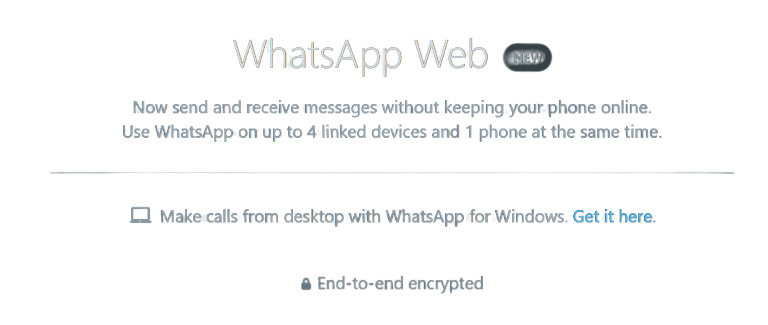 WhatsApp Web NEW
Now send and receive messages without keeping your phone online.
Use WhatsApp on up to 4 linked devices and 1 phone at the same time.
Make calls from desktop with WhatsApp for Windows. Get it here.
End-to-end encrypted